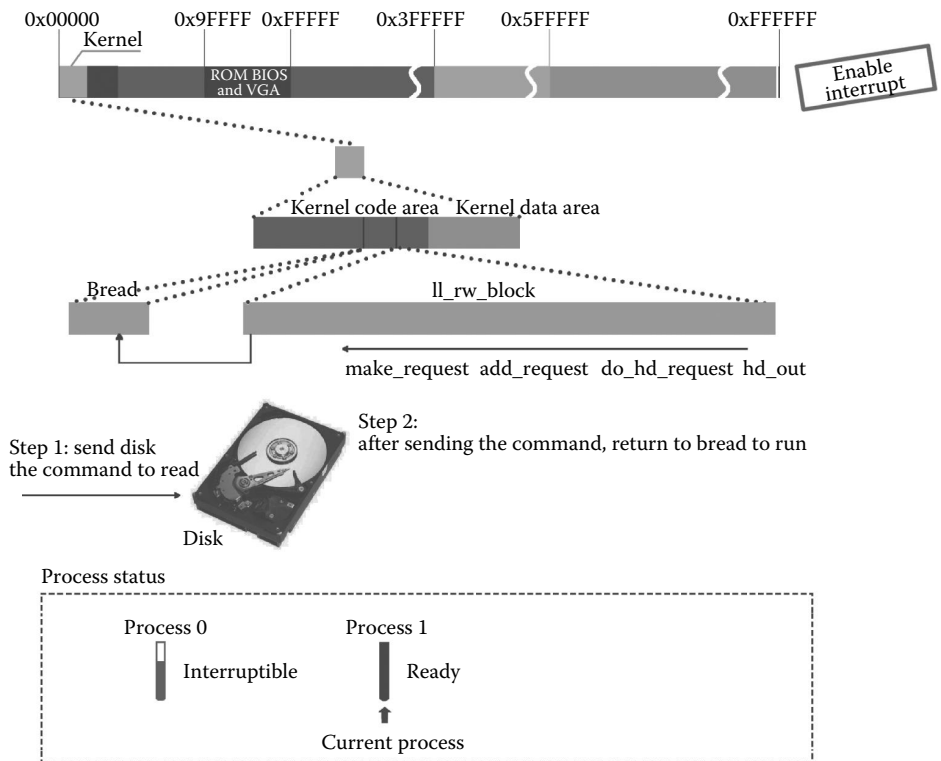 0x00000 0x9FFFF 0xFFFFF 0x3FFFFF 0x5FFFFF 0xFFFFFF
Kernel
ROM BIOS
and VGA
Enable
interrupt
Kernel code area Kernel data area
Bread ll_rw_block
make_request add_request do_hd_request hd_out
Step 1: send disk
the command to read
Step 2:
after sending the command, return to bread to run
Disk
Process status
Process 0 Process 1
Interruptible Ready
Current process